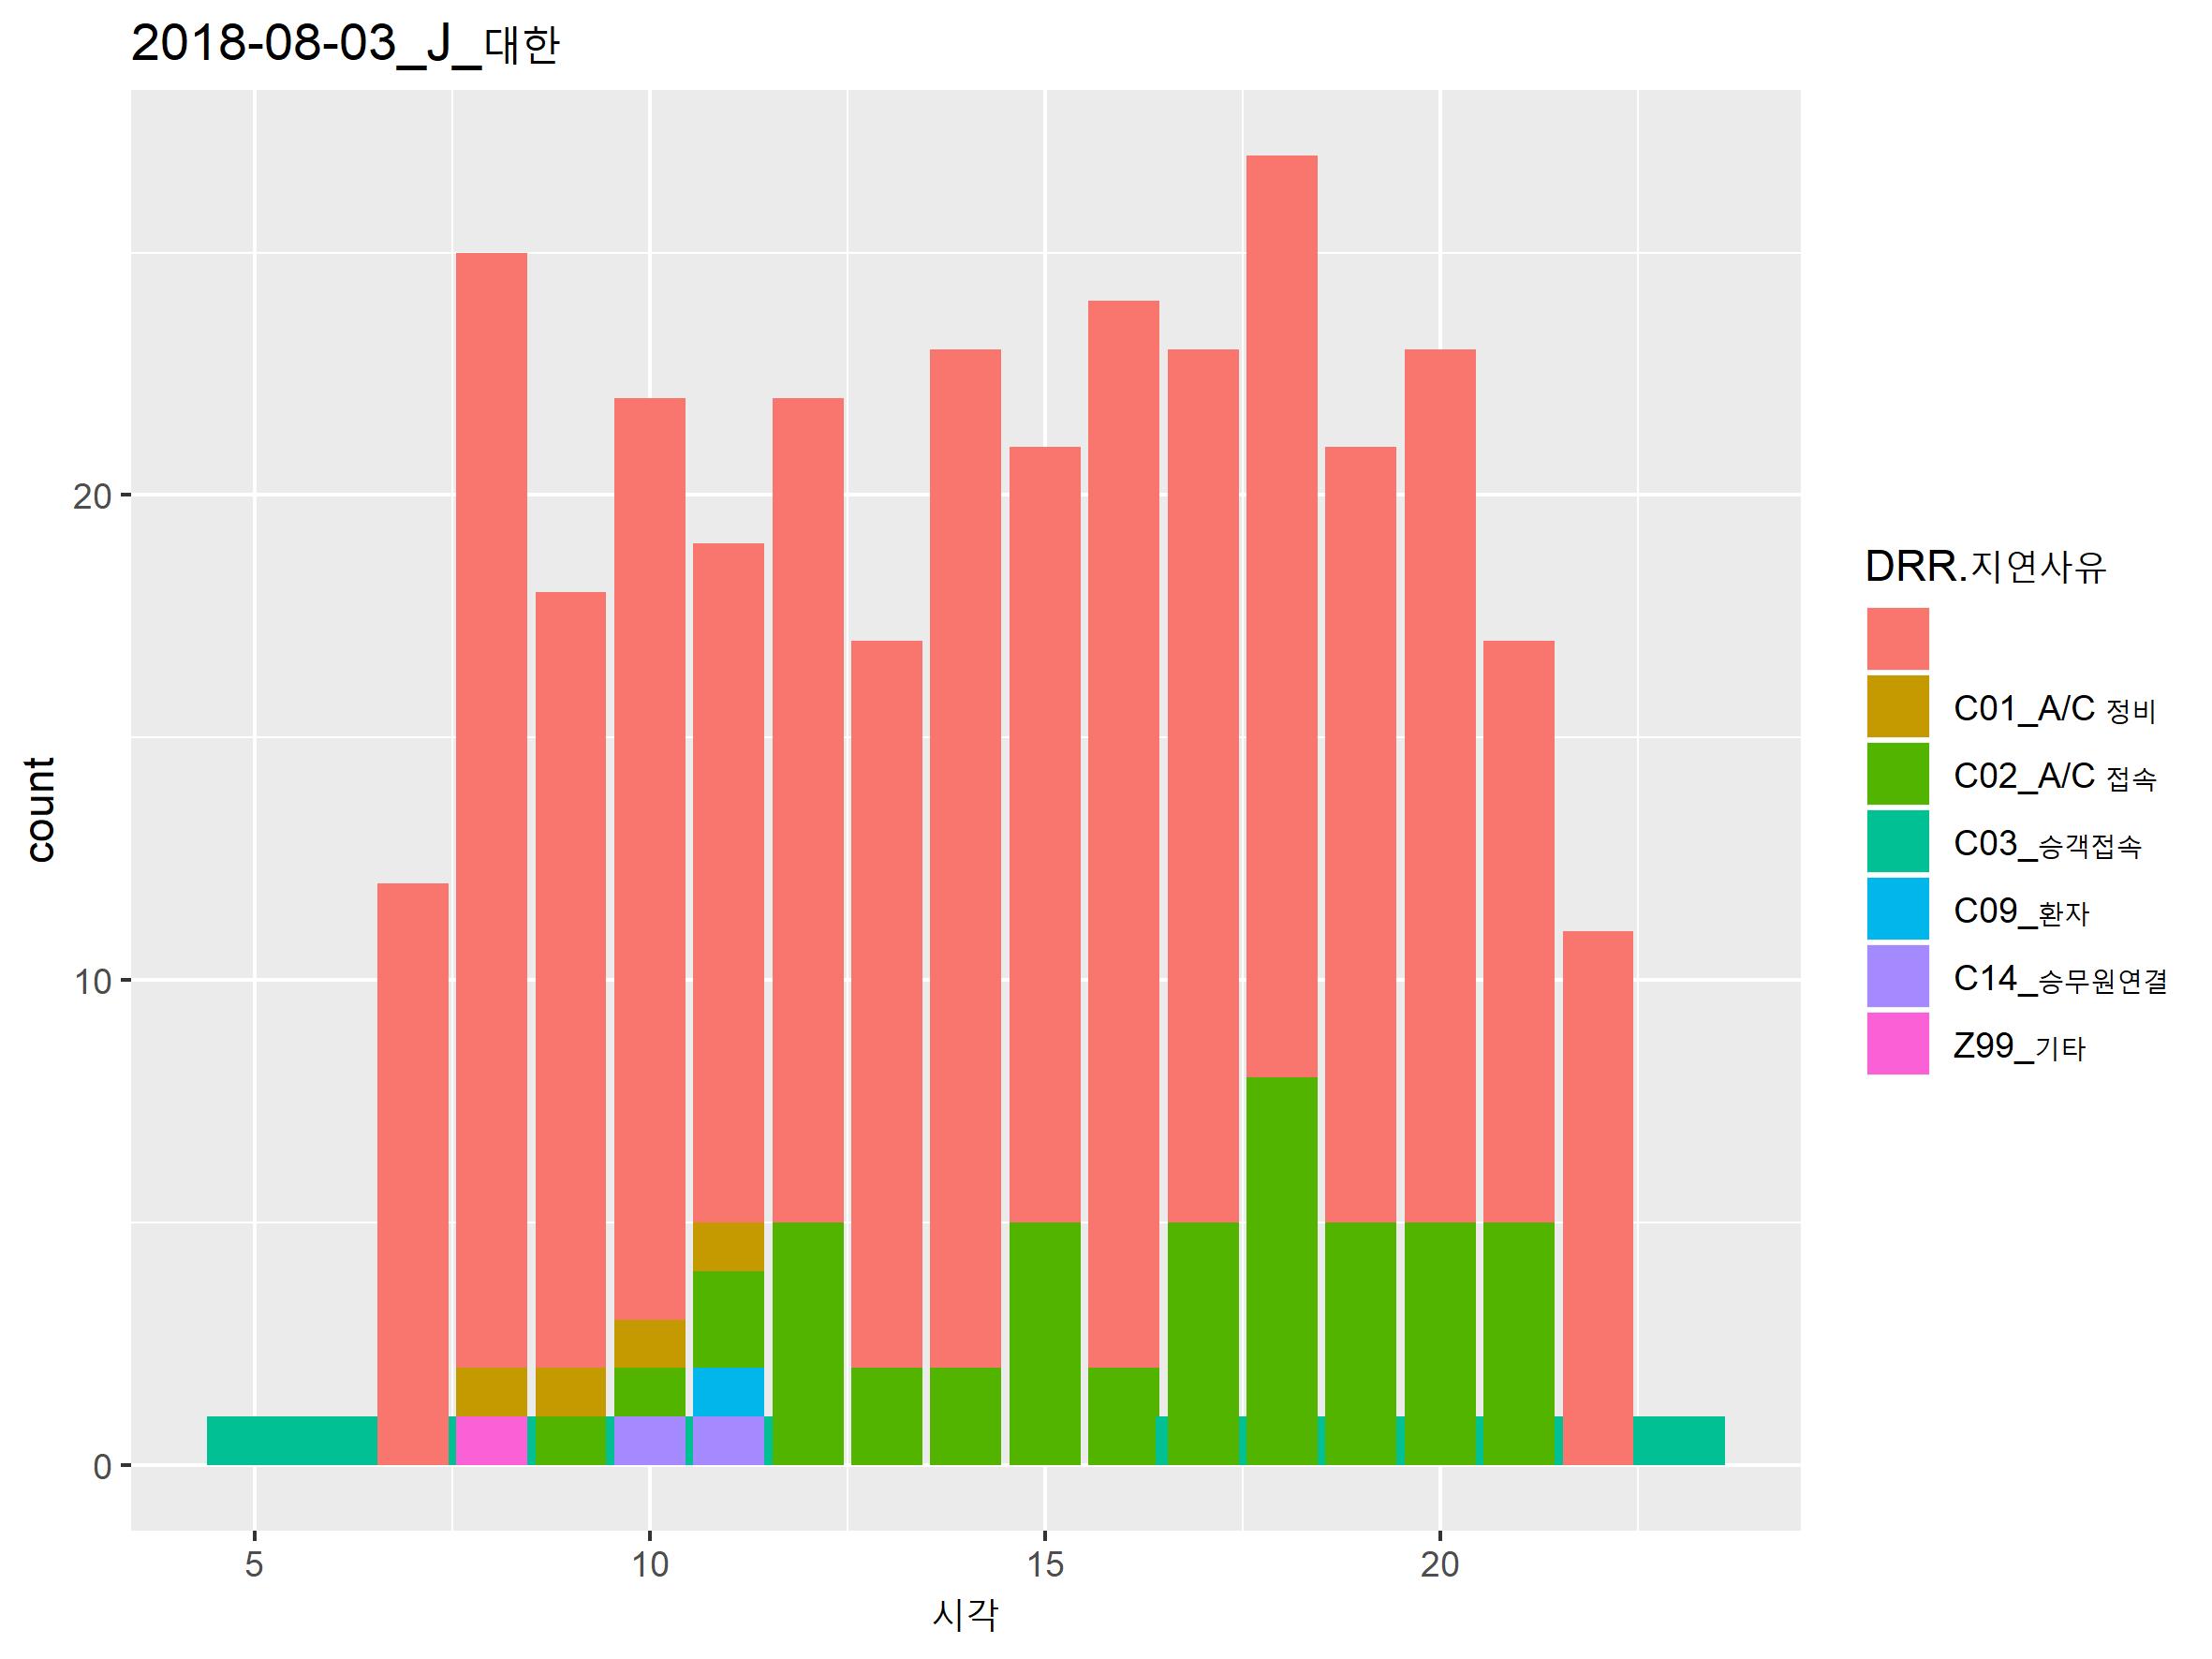 2018-08-03_J_대한
count
20
10
0
5 10 15 20
시각
DRR.지연사유
C01_A/C 정비
C02_A/C 접속
C03_승객접속
C09_환자
C14_승무원연결
Z99_기타